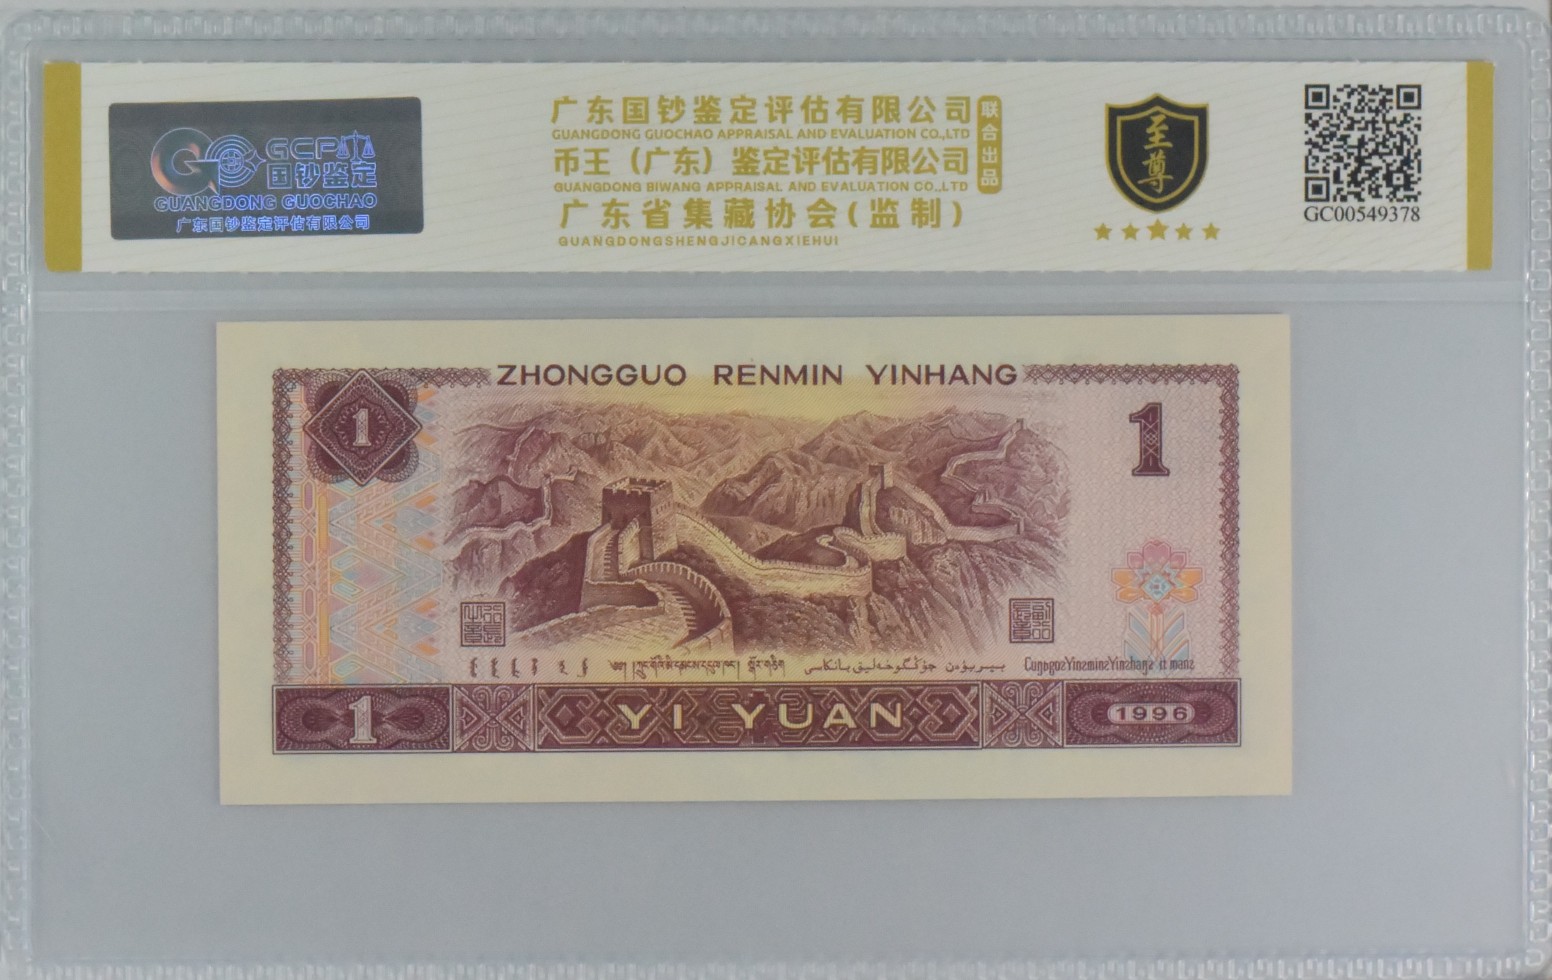 GCP
国钞鉴定
GUANGDONG GUOCHAO
广东国钞鉴定评估有限公司
广东国钞鉴定评估有限公司
GUANGDONG GUOCHAO APPRAISAL AND EVALUATION CO.,LTD
币王（广东）鉴定评估有限公司
GUANGDONG BIWANG APPRAISAL AND EVALUATION CO.,LTD
联合出品
广东省集藏协会(监制)
GUANGDONGSHENGJICANGXIEHUI
至尊
GC00549378
ZHONGGUO RENMIN YINHANG
1
1
1 YI YUAN 1996